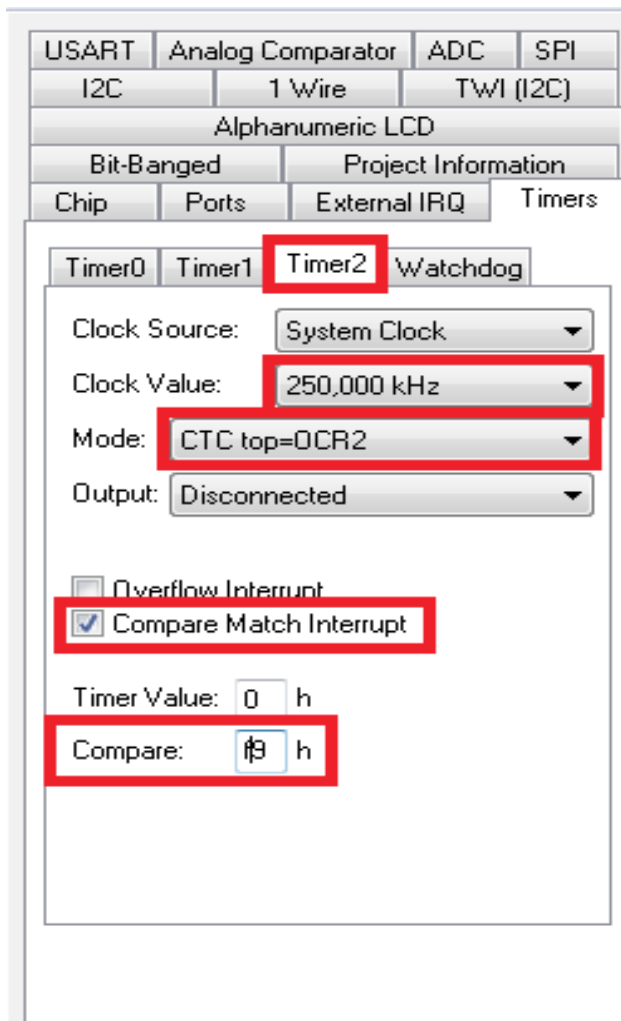 USART Analog Comparator ADC SPI
I2C 1 Wire TWI (I2C)
Alphanumeric LCD
Bit-Banged Project Information
Chip Ports External IRQ Timers
Timer0 Timer1 Timer2 Watchdog
Clock Source: System Clock
Clock Value: 250,000 kHz
Mode: CTC top=OCR2
Output: Disconnected
Overflow Interrupt
Compare Match Interrupt
Timer Value: 0 h
Compare: f9 h